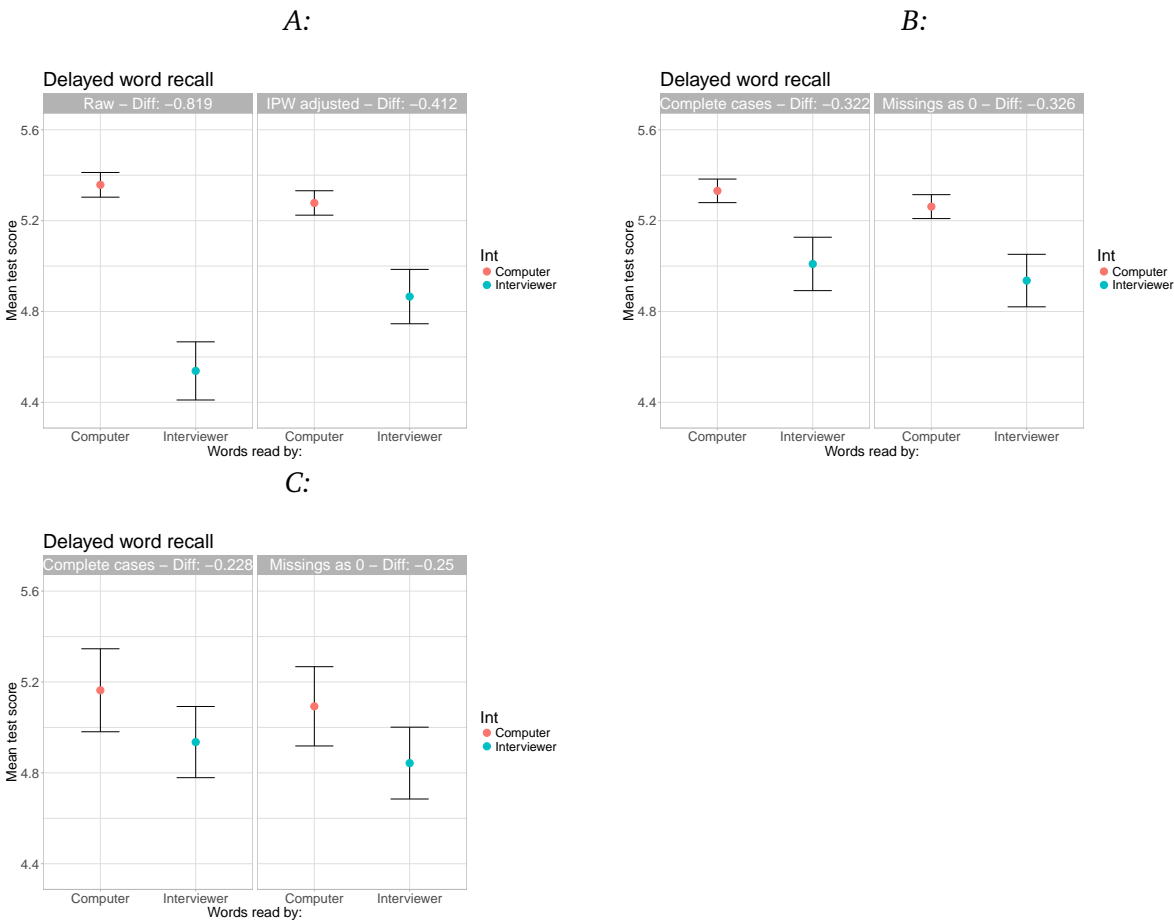 A:
Delayed word recall
Raw – Diff: −0.819 IPW adjusted – Diff: −0.412
5.6
5.2
4.8
4.4
Mean test score
Computer Interviewer Computer Interviewer
Words read by:
Int
Computer
Interviewer
B:
Delayed word recall
Complete cases – Diff: −0.322 Missings as 0 – Diff: −0.326
5.6
5.2
4.8
4.4
Mean test score
Computer Interviewer Computer Interviewer
Words read by:
Int
Computer
Interviewer
C:
Delayed word recall
Complete cases – Diff: −0.228 Missings as 0 – Diff: −0.25
5.6
5.2
4.8
4.4
Mean test score
Computer Interviewer Computer Interviewer
Words read by:
Int
Computer
Interviewer